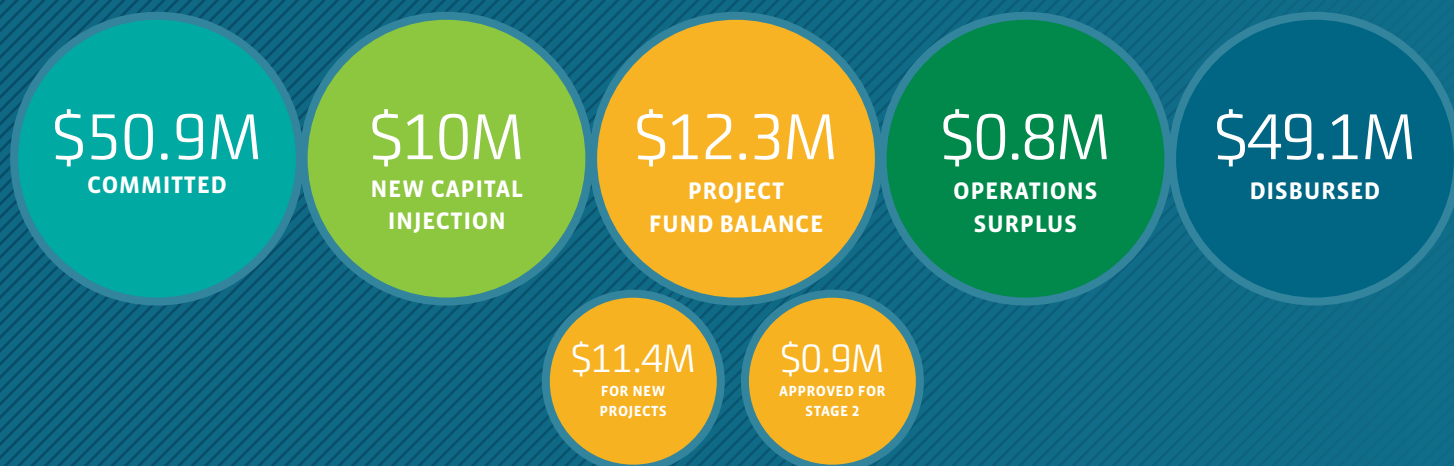 $50.9M
COMMITTED
$10M
NEW CAPITAL
INJECTION
$12.3M
PROJECT
FUND BALANCE
$0.8M
OPERATIONS
SURPLUS
$49.1M
DISBURSED
$11.4M
FOR NEW
PROJECTS
$0.9M
APPROVED FOR
STAGE 2